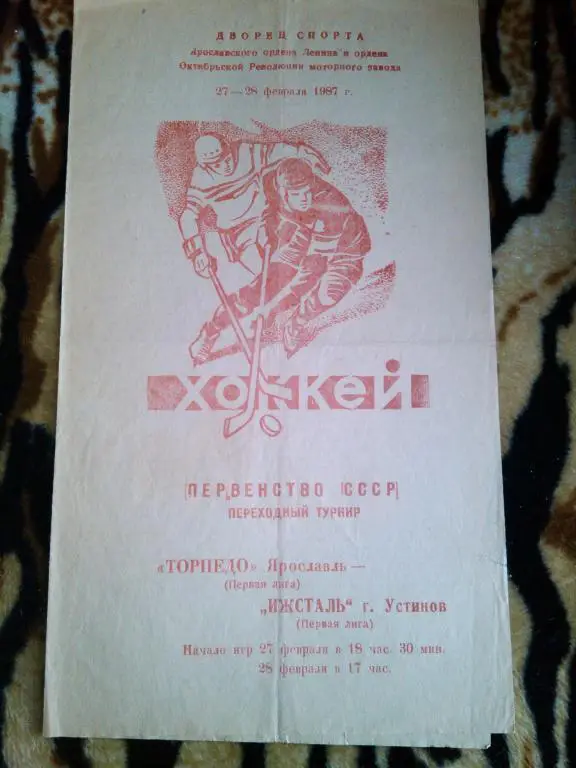 ДВОРЕЦ СПОРТА
Ярославского ордена Ленина и ордена
Октябрьской Революции моторного завода
27—28 февраля 1987 г.
ХОККЕЙ
ПЕРВЕНСТВО СССР
ПЕРЕХОДНЫЙ ТУРНИР
«ТОРПЕДО» Ярославль—
(Первая лига)
„ИЖСТАЛЬ" г. Устинов
(Первая лига)
Начало игр 27 февраля в 18 час. 30 мин.
28 февраля в 17 час.